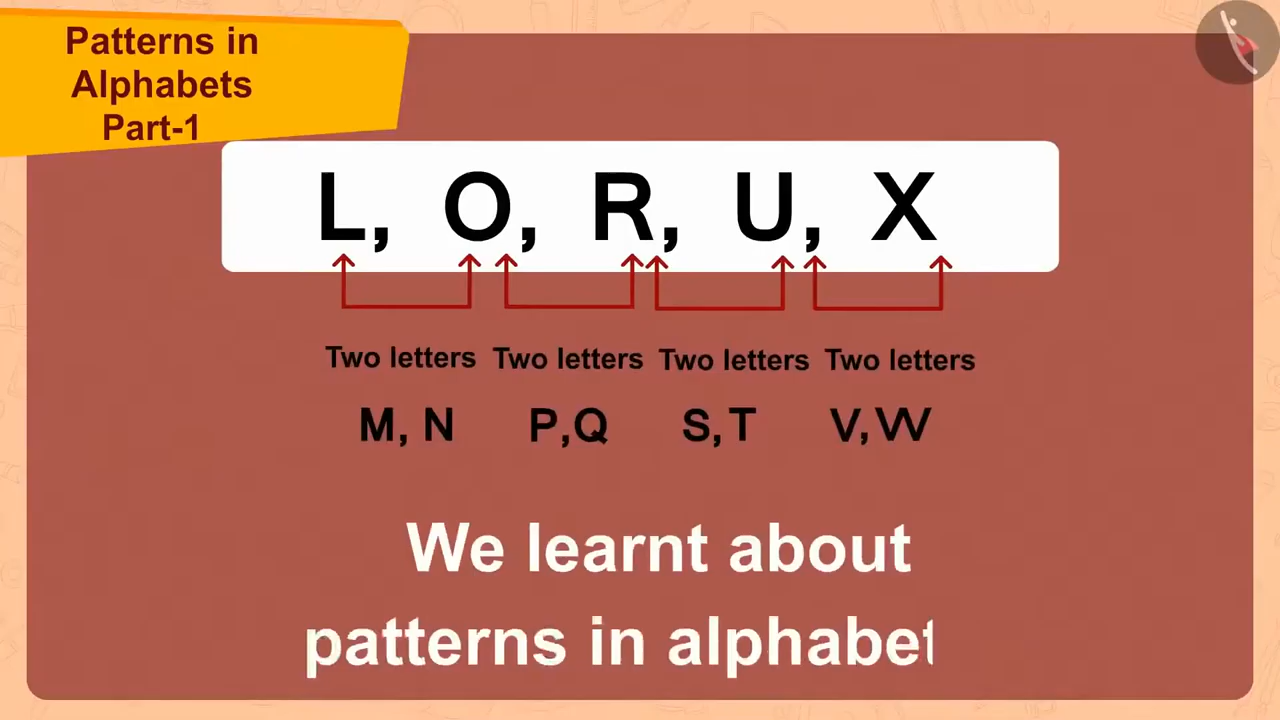 Patterns in
Alphabets
Part-1
L, O, R, U, X
Two letters Two letters Two letters Two letters
M, N P,Q S,T V,W
We learnt about
patterns in alphabet